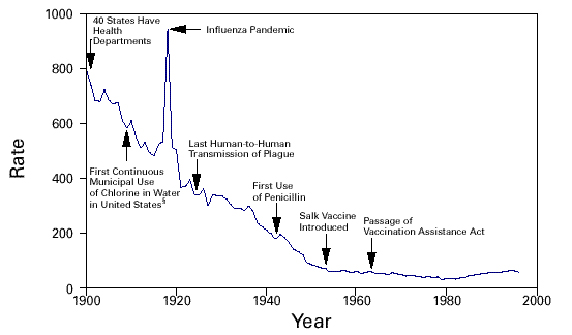 1000
800
600
400
200
0
Rate
40 States Have
Health
Departments
Influenza Pandemic
First Continuous
Municipal Use
of Chlorine in Water
in United States§
Last Human-to-Human
Transmission of Plague
First Use
of Penicillin
Salk Vaccine
Introduced
Passage of
Vaccination Assistance Act
1900 1920 1940 1960 1980 2000
Year